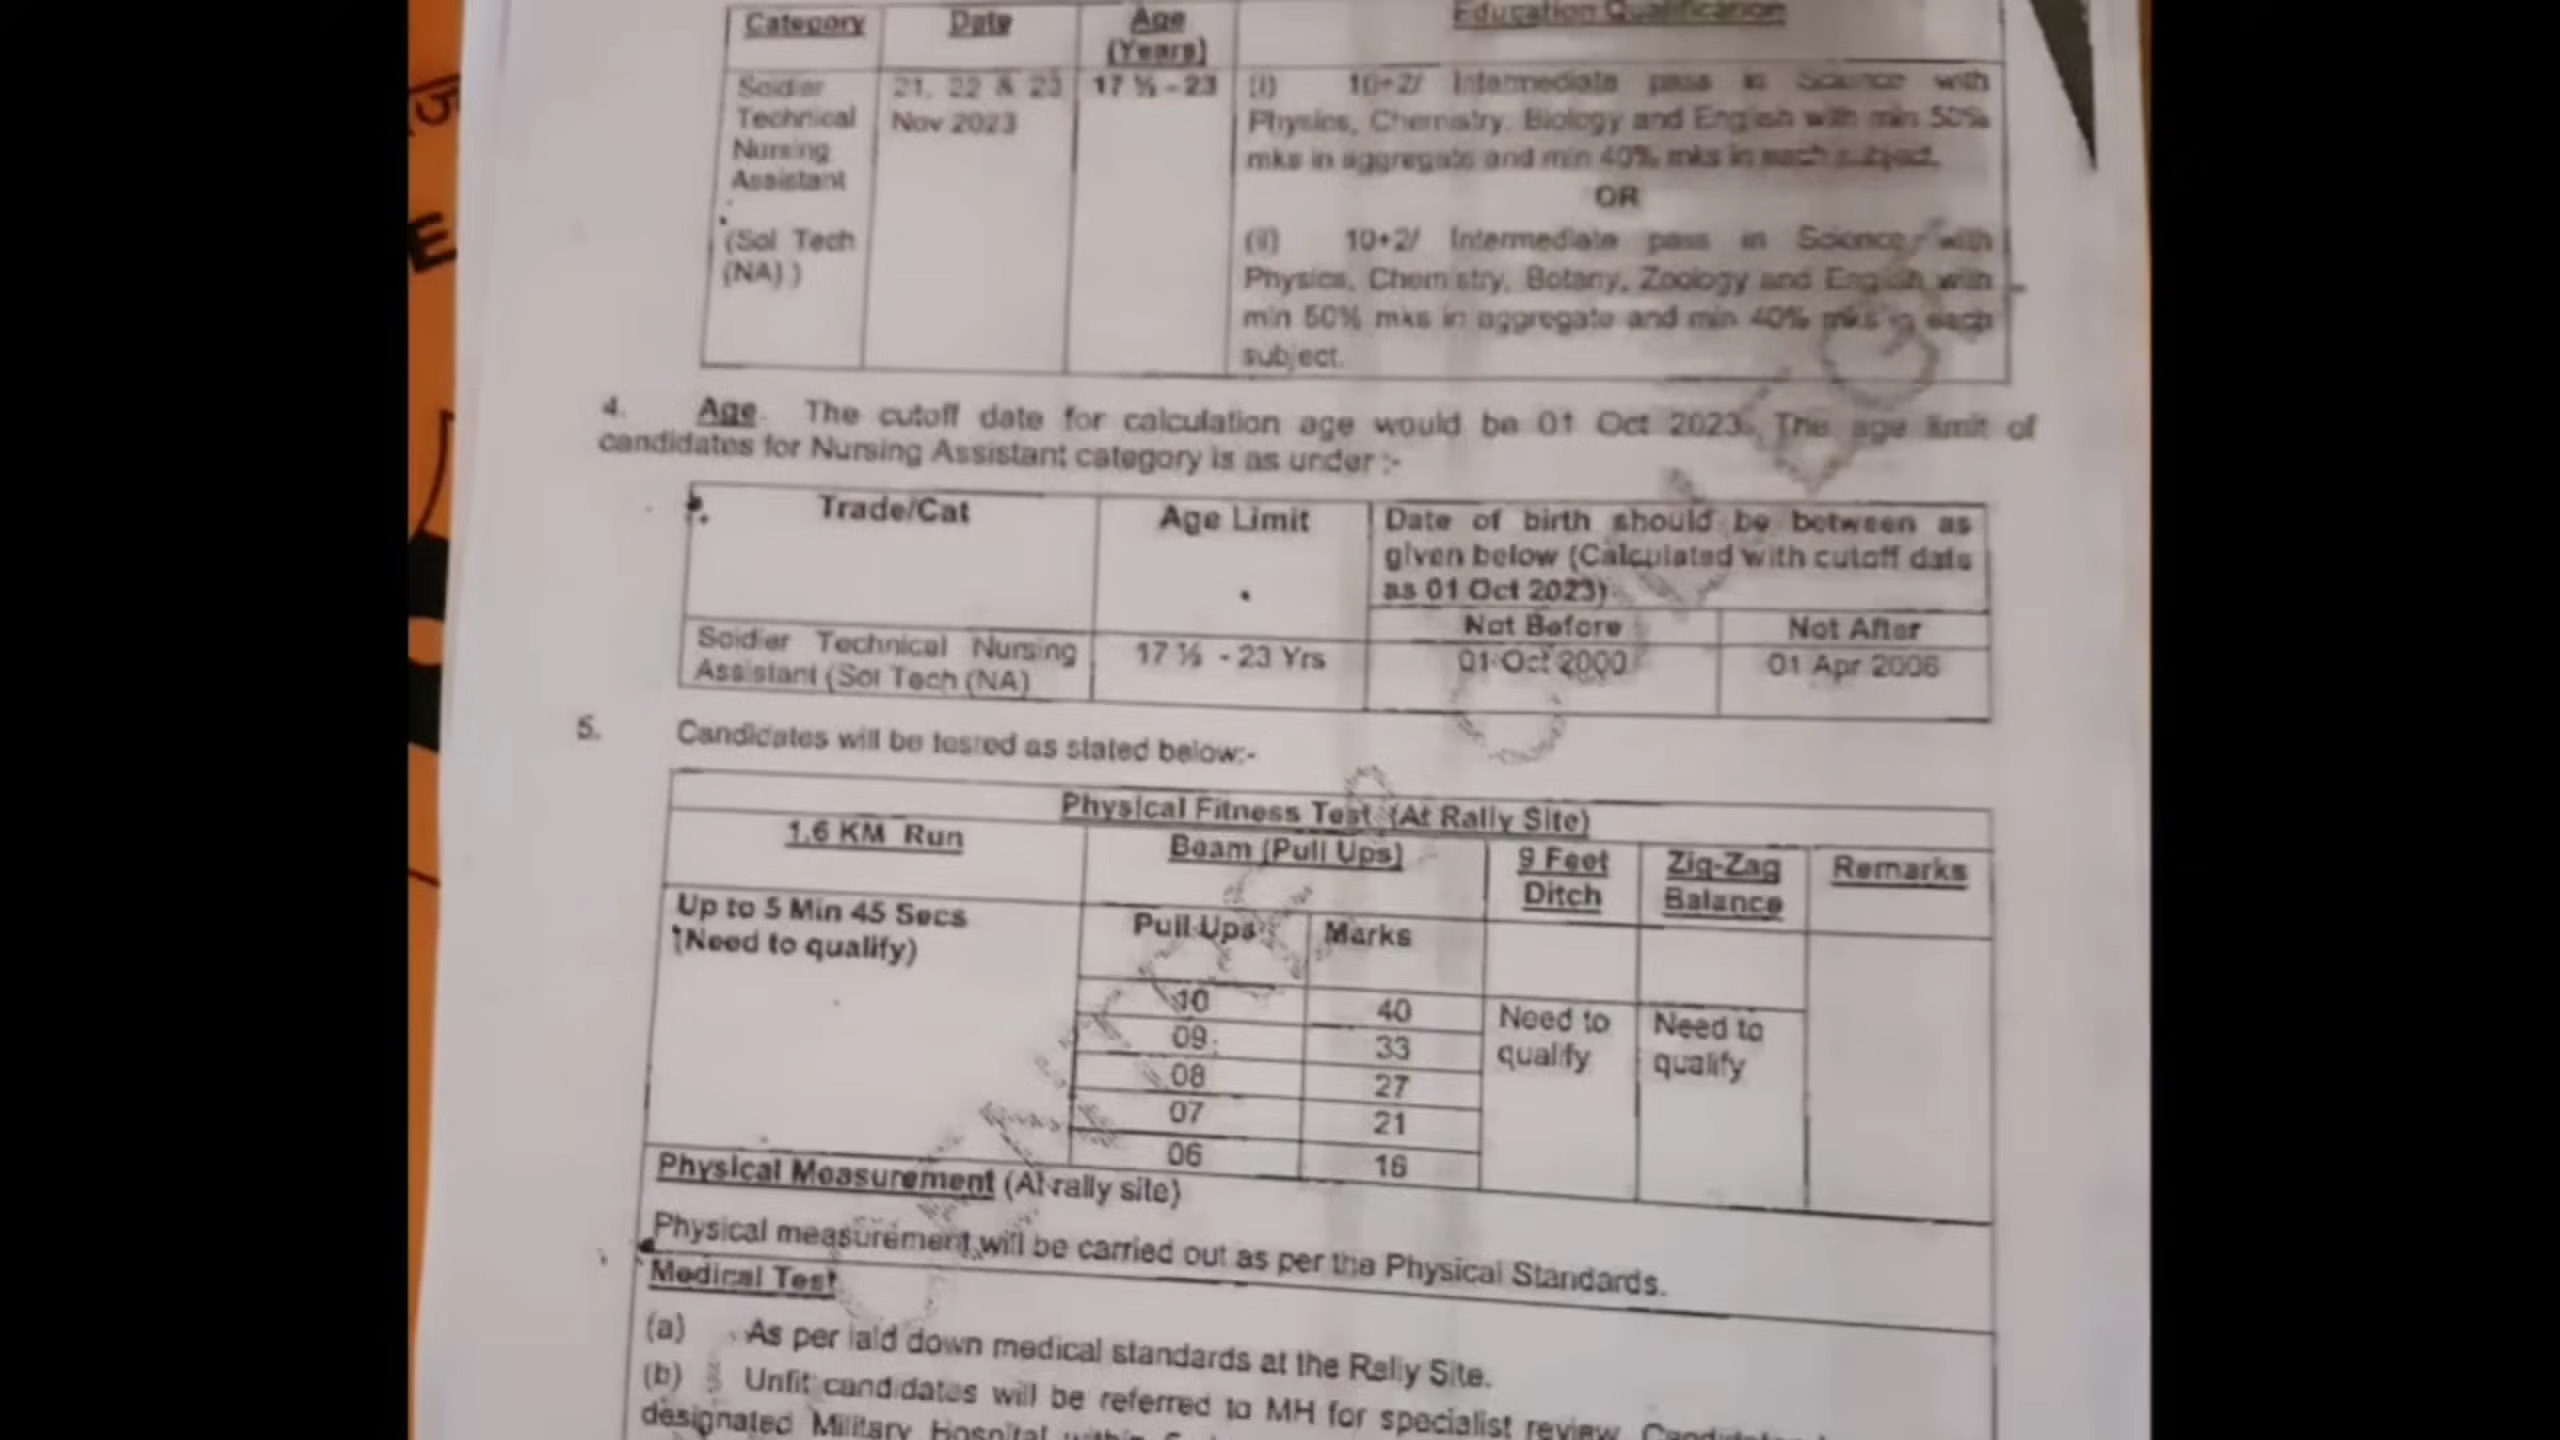 Category Date Age (Years) Education Qualification
Soldier Technical Nursing Assistant (Sol Tech (NA) )
21, 22 & 23 Nov 2023
17 ½ - 23
(i) 10+2/ Intermediate pass in Science with
Physics, Chemistry, Biology and English with min 50%
mks in aggregate and min 40% mks in each subject.
OR
(ii) 10+2/ Intermediate pass in Science with
Physics, Chemistry, Botany, Zoology and English with
min 50% mks in aggregate and min 40% mks in each
subject.
4. Age. The cutoff date for calculation age would be 01 Oct 2023. The age limit of
candidates for Nursing Assistant category is as under :-
Trade/Cat Age Limit Date of birth should be between as
given below (Calculated with cutoff date
as 01 Oct 2023)
Not Before Not After
Soldier Technical Nursing 17 ½ - 23 Yrs 01 Oct 2000 01 Apr 2006
Assistant (Sol Tech (NA)
5. Candidates will be tested as stated below:-
Physical Fitness Test (At Rally Site)
1.6 KM Run Beam (Pull Ups) 9 Feet Ditch Zig-Zag Balance Remarks
Up to 5 Min 45 Secs
(Need to qualify)
Pull Ups Marks
10 40 Need to qualify Need to qualify
09 33
08 27
07 21
06 16
Physical Measurement (At rally site)
Physical measurement will be carried out as per the Physical Standards.
Medical Test
(a) As per laid down medical standards at the Rally Site.
(b) Unfit candidates will be referred to MH for specialist review.
designated Military Hospital within